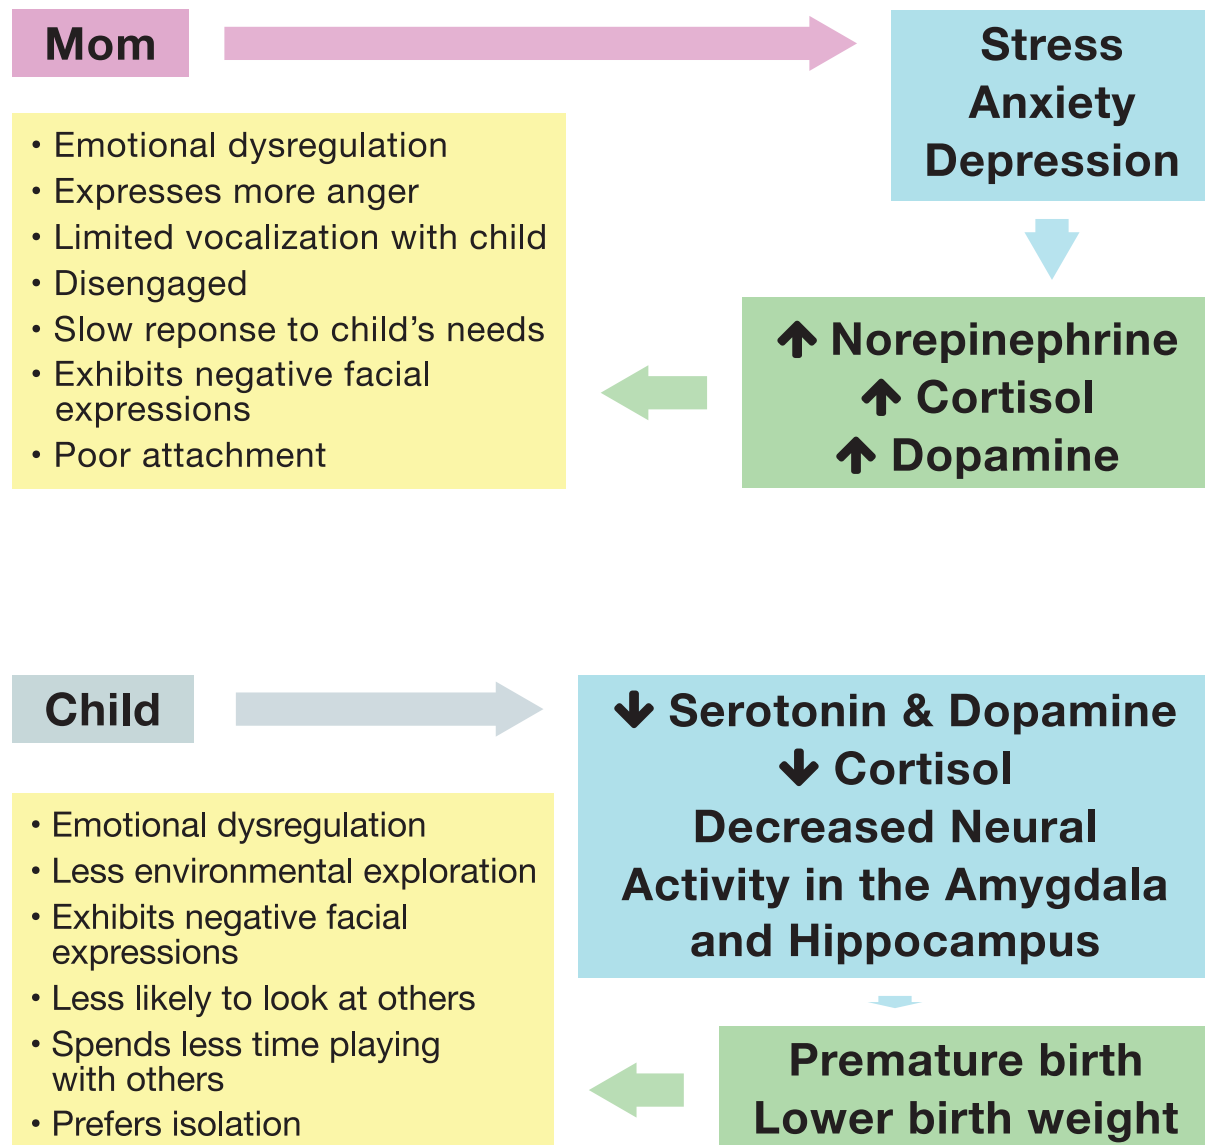 Mom
Stress
Anxiety
Depression
• Emotional dysregulation
• Expresses more anger
• Limited vocalization with child
• Disengaged
• Slow reponse to child’s needs
• Exhibits negative facial
expressions
• Poor attachment
↑ Norepinephrine
↑ Cortisol
↑ Dopamine
Child
↓ Serotonin & Dopamine
↓ Cortisol
Decreased Neural
Activity in the Amygdala
and Hippocampus
• Emotional dysregulation
• Less environmental exploration
• Exhibits negative facial
expressions
• Less likely to look at others
• Spends less time playing
with others
• Prefers isolation
Premature birth
Lower birth weight